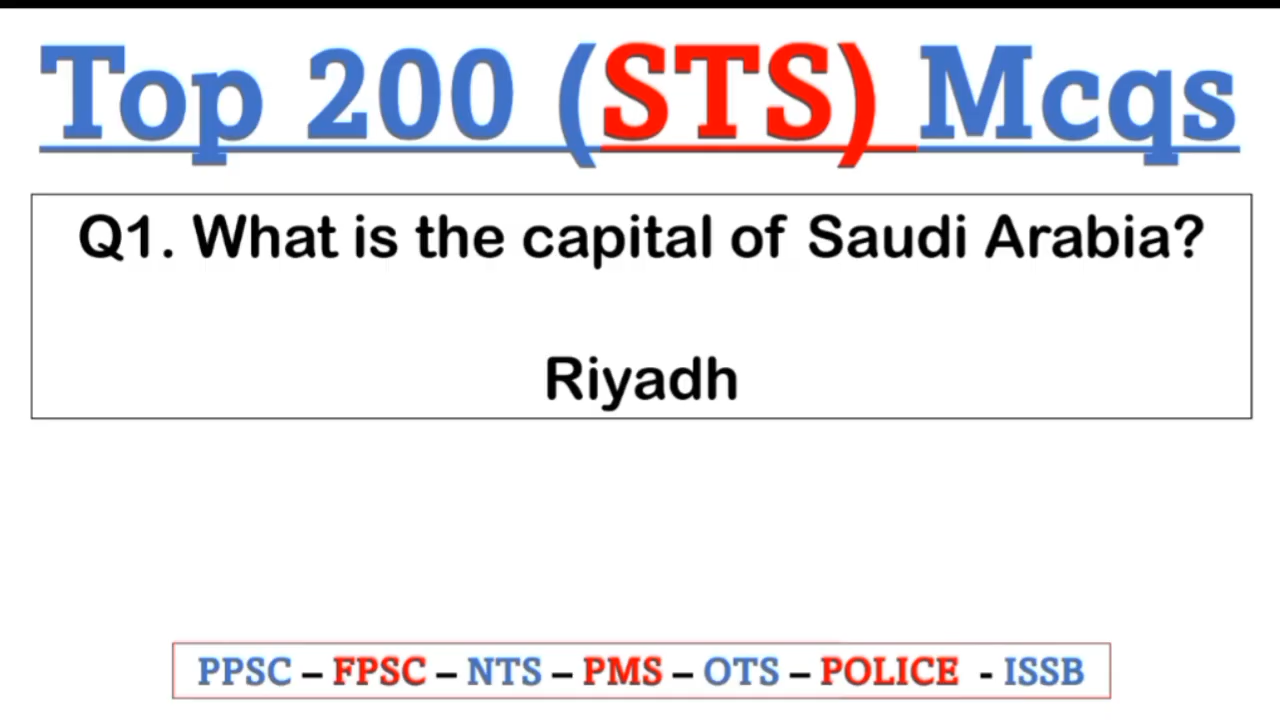 Top 200 (STS) Mcqs
Q1. What is the capital of Saudi Arabia?
Riyadh
PPSC – FPSC – NTS – PMS – OTS – POLICE - ISSB